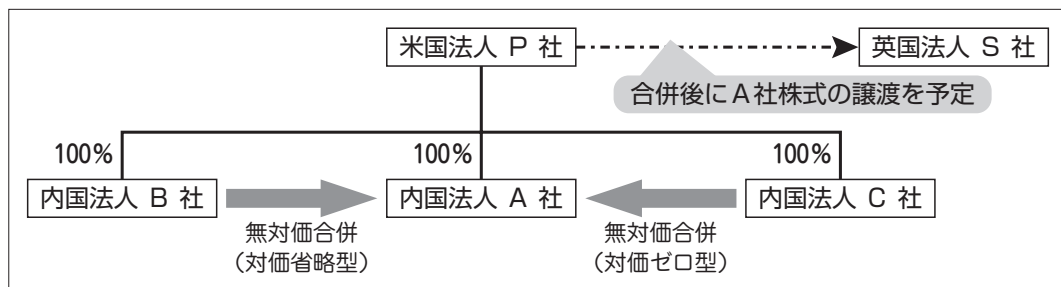 米国法人 P 社
英国法人 S 社
合併後にA社株式の譲渡を予定
100%
100%
100%
内国法人 B 社
内国法人 A 社
内国法人 C 社
無対価合併
（対価省略型）
無対価合併
（対価ゼロ型）